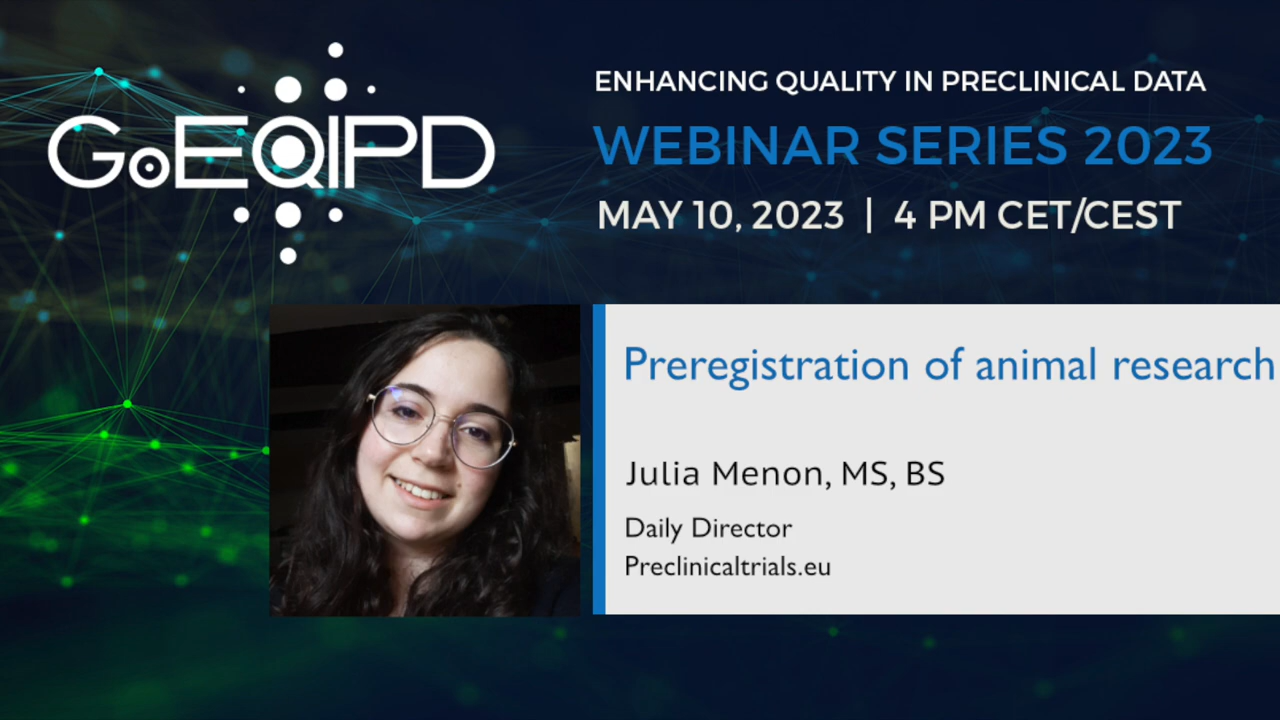 GoEQIPD
ENHANCING QUALITY IN PRECLINICAL DATA
WEBINAR SERIES 2023
MAY 10, 2023 | 4 PM CET/CEST
Preregistration of animal research
Julia Menon, MS, BS
Daily Director
Preclinicaltrials.eu